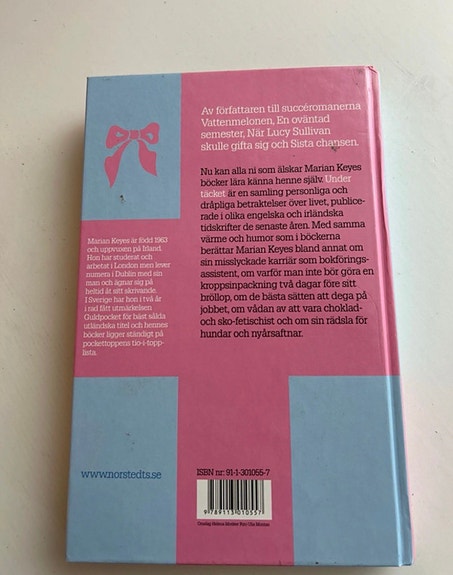 Av författaren till succéromanerna
Vattenmelonen, En oväntad
semester, När Lucy Sullivan
skulle gifta sig och Sista chansen.
Nu kan alla ni som älskar Marian Keyes
böcker lära känna henne själv. Under
täcket är en samling personliga och
dråpliga betraktelser över livet, publice-
rade i olika engelska och irländska
tidskrifter de senaste åren. Med samma
värme och humor som i böckerna
berättar Marian Keyes bland annat om
sin misslyckade karriär som bokförings-
assistent, om varför man inte bör göra en
kroppsinpackning två dagar före sitt
bröllop, om de bästa sätten att dega på
jobbet, om vådan av att vara choklad-
och sko-fetischist och om sin rädsla för
hundar och nyårsaftnar.
Marian Keyes är född 1963
och uppvuxen på Irland.
Hon har studerat och
arbetat i London men lever
numera i Dublin med sin
man och ägnar sig på
heltid åt sitt skrivande.
I Sverige har hon i två år
i rad fått utmärkelsen
Guldpocket för bäst sålda
utländska titel och hennes
böcker ligger ständigt på
pockettoppens tio-i-topp-
lista.
www.norstedts.se
ISBN nr: 91-1-301055-7
9 789113 010557